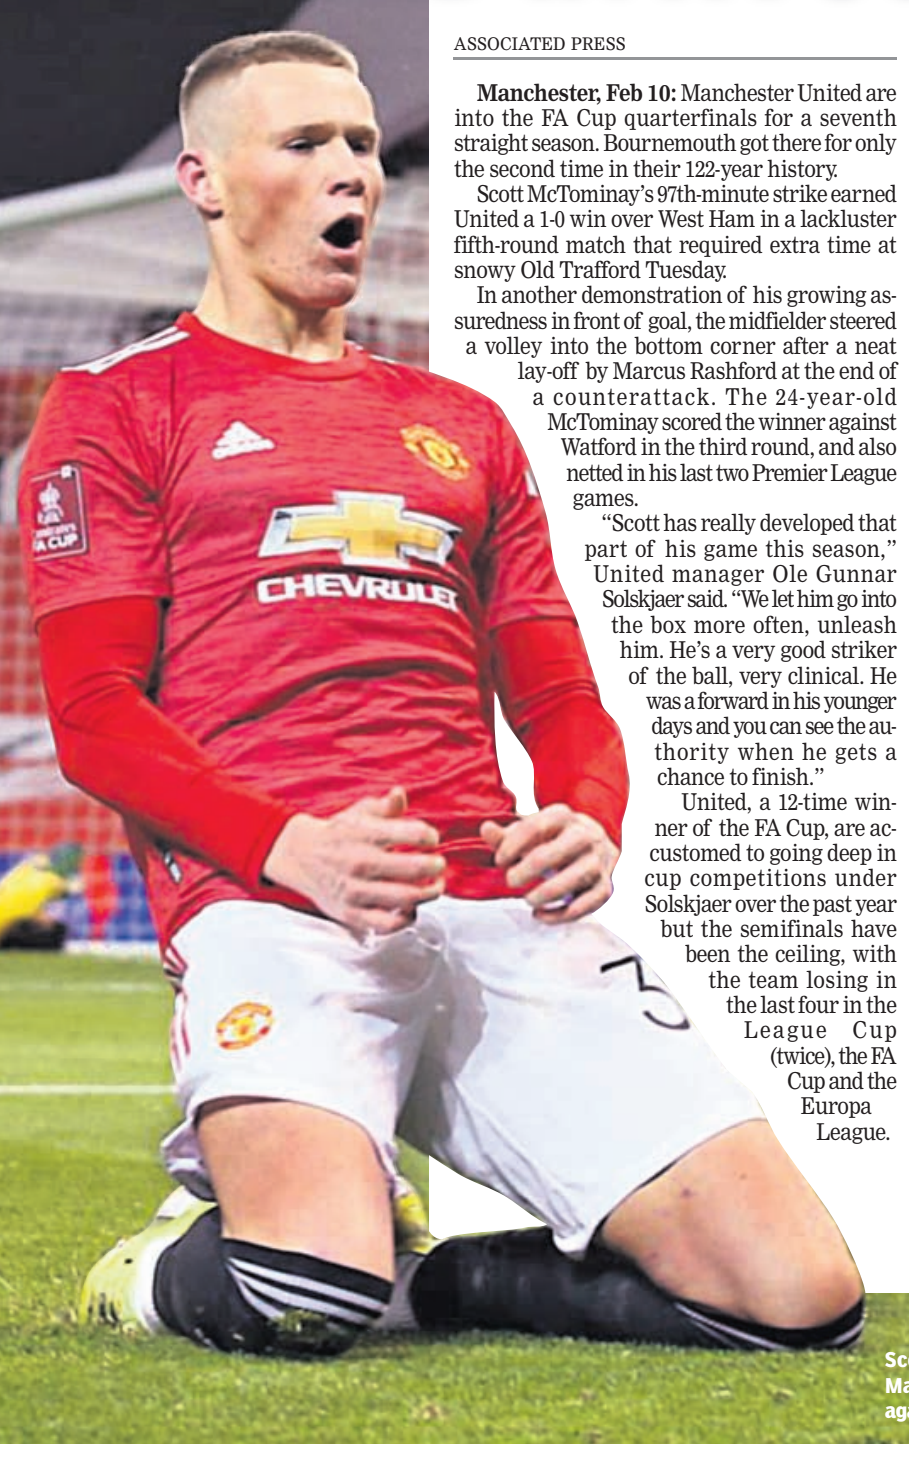 ASSOCIATED PRESS
Manchester, Feb 10: Manchester United are
into the FA Cup quarterfinals for a seventh
straight season. Bournemouth got there for only
the second time in their 122-year history.
Scott McTominay’s 97th-minute strike earned
United a 1-0 win over West Ham in a lackluster
fifth-round match that required extra time at
snowy Old Trafford Tuesday.
In another demonstration of his growing as-
suredness in front of goal, the midfielder steered
a volley into the bottom corner after a neat
lay-off by Marcus Rashford at the end of
a counterattack. The 24-year-old
McTominay scored the winner against
Watford in the third round, and also
netted in his last two Premier League
games.
“Scott has really developed that
part of his game this season,”
United manager Ole Gunnar
Solskjaer said. “We let him go into
the box more often, unleash
him. He’s a very good striker
of the ball, very clinical. He
was a forward in his younger
days and you can see the au-
thority when he gets a
chance to finish.”
United, a 12-time win-
ner of the FA Cup, are ac-
customed to going deep in
cup competitions under
Solskjaer over the past year
but the semifinals have
been the ceiling, with
the team losing in
the last four in the
League Cup
(twice), the FA
Cup and the
Europa
League.
adidas
FA CUP
CHEVROLET
3
Sc
Ma
aga